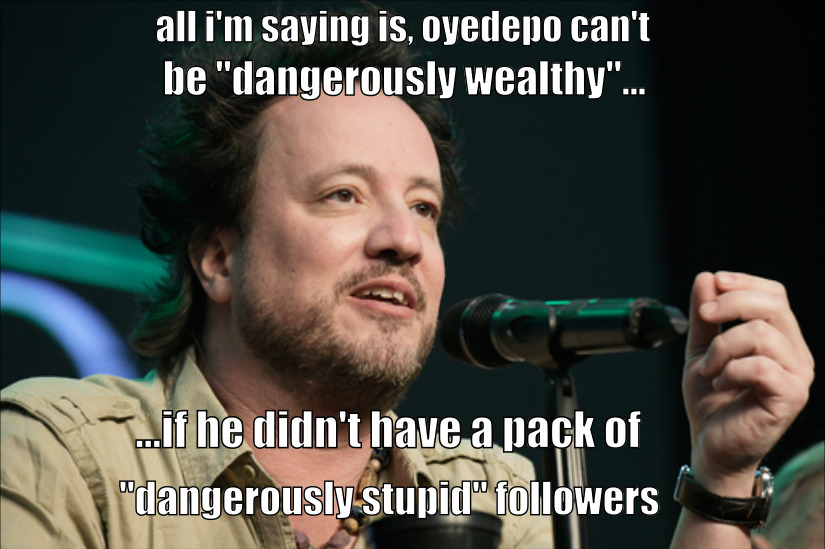 all i'm saying is, oyedepo can't
be "dangerously wealthy"...
...if he didn't have a pack of
"dangerously stupid" followers